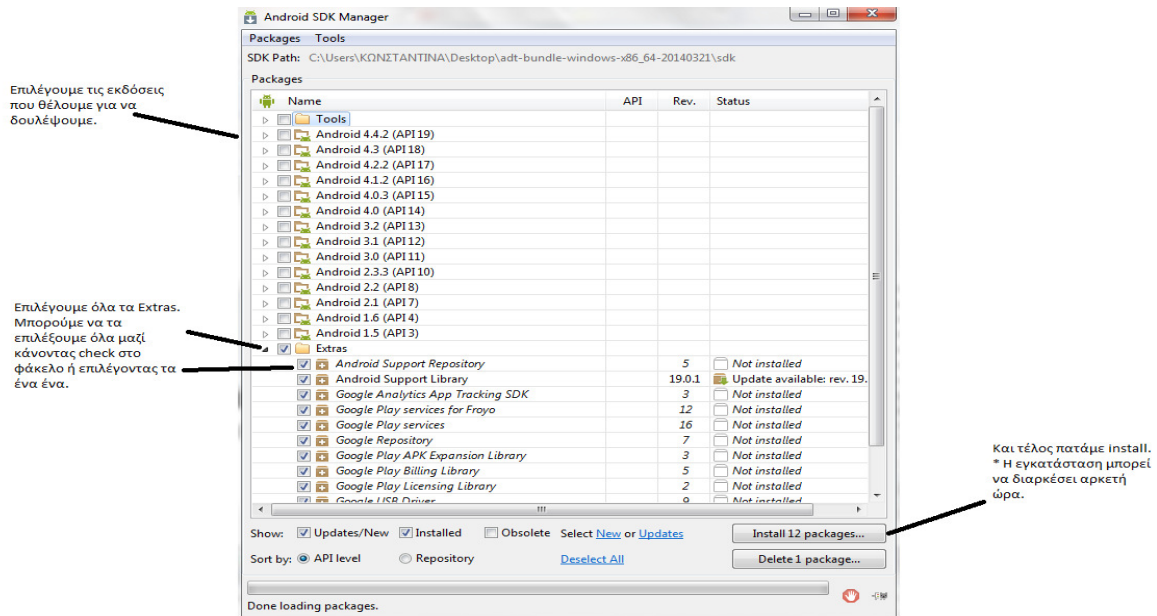 Android SDK Manager
Packages Tools
SDK Path: C:\Users\ΚΩΝΣΤΑΝΤΙΝΑ\Desktop\adt-bundle-windows-x86_64-20140321\sdk
Packages
Name API Rev. Status
Tools
Android 4.4.2 (API 19)
Android 4.3 (API 18)
Android 4.2.2 (API 17)
Android 4.1.2 (API 16)
Android 4.0.3 (API 15)
Android 4.0 (API 14)
Android 3.2 (API 13)
Android 3.1 (API 12)
Android 3.0 (API 11)
Android 2.3.3 (API 10)
Android 2.2 (API 8)
Android 2.1 (API 7)
Android 1.6 (API 4)
Android 1.5 (API 3)
Extras
Android Support Repository 5 Not installed
Android Support Library 19.0.1 Update available: rev. 19.
Google Analytics App Tracking SDK 3 Not installed
Google Play services for Froyo 12 Not installed
Google Play services 16 Not installed
Google Repository 7 Not installed
Google Play APK Expansion Library 3 Not installed
Google Play Billing Library 5 Not installed
Google Play Licensing Library 2 Not installed
Google USB Driver 9 Not installed
Show: Updates/New Installed Obsolete Select New or Updates Install 12 packages...
Sort by: API level Repository Deselect All Delete 1 package...
Done loading packages.
Επιλέγουμε τις εκδόσεις
που θέλουμε για να
δουλέψουμε.
Επιλέγουμε όλα τα Extras.
Μπορούμε να τα
επιλέξουμε όλα μαζί
κάνοντας check στο
φάκελο ή επιλέγοντας τα
ένα ένα.
Και τέλος πατάμε install.
* Η εγκατάσταση μπορεί
να διαρκέσει αρκετή
ώρα.